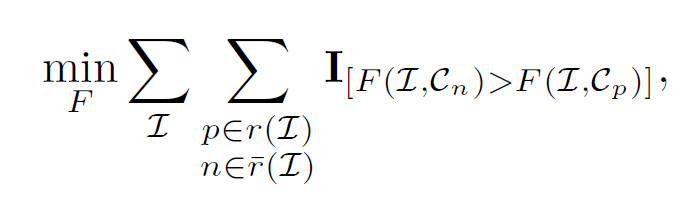 min_F ∑_ℐ ∑_{p∈r(ℐ) n∈r̄(ℐ)} 𝐈_{[F(ℐ,𝒞_n)>F(ℐ,𝒞_p)]},